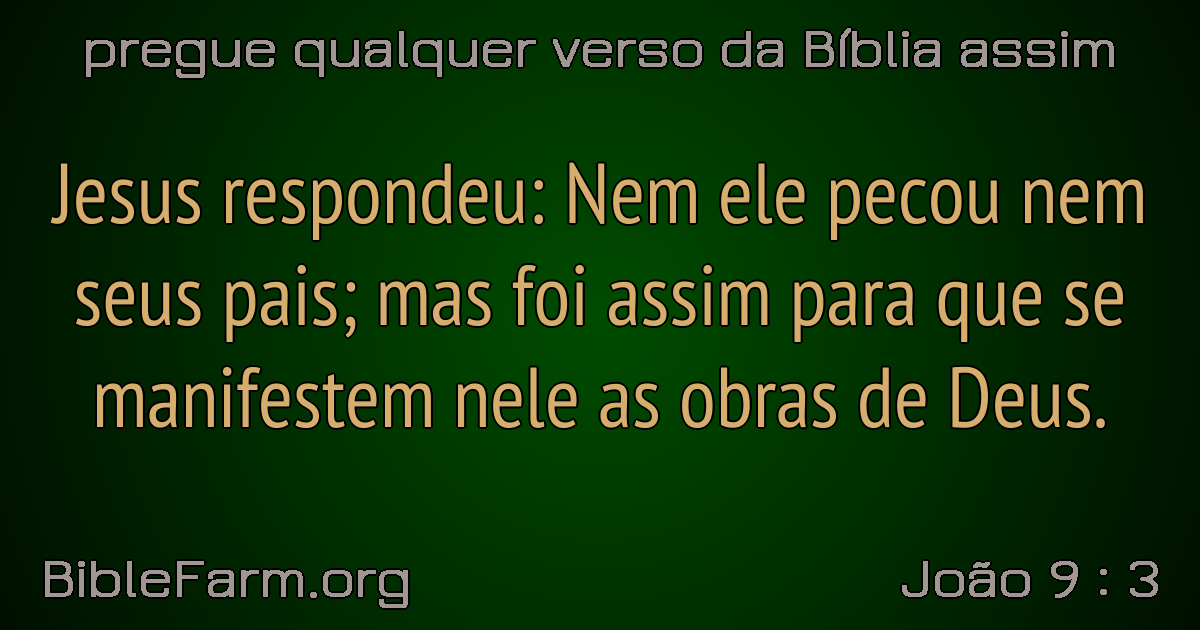 pregue qualquer verso da Bíblia assim
Jesus respondeu: Nem ele pecou nem
seus pais; mas foi assim para que se
manifestem nele as obras de Deus.
BibleFarm.org
João 9 : 3